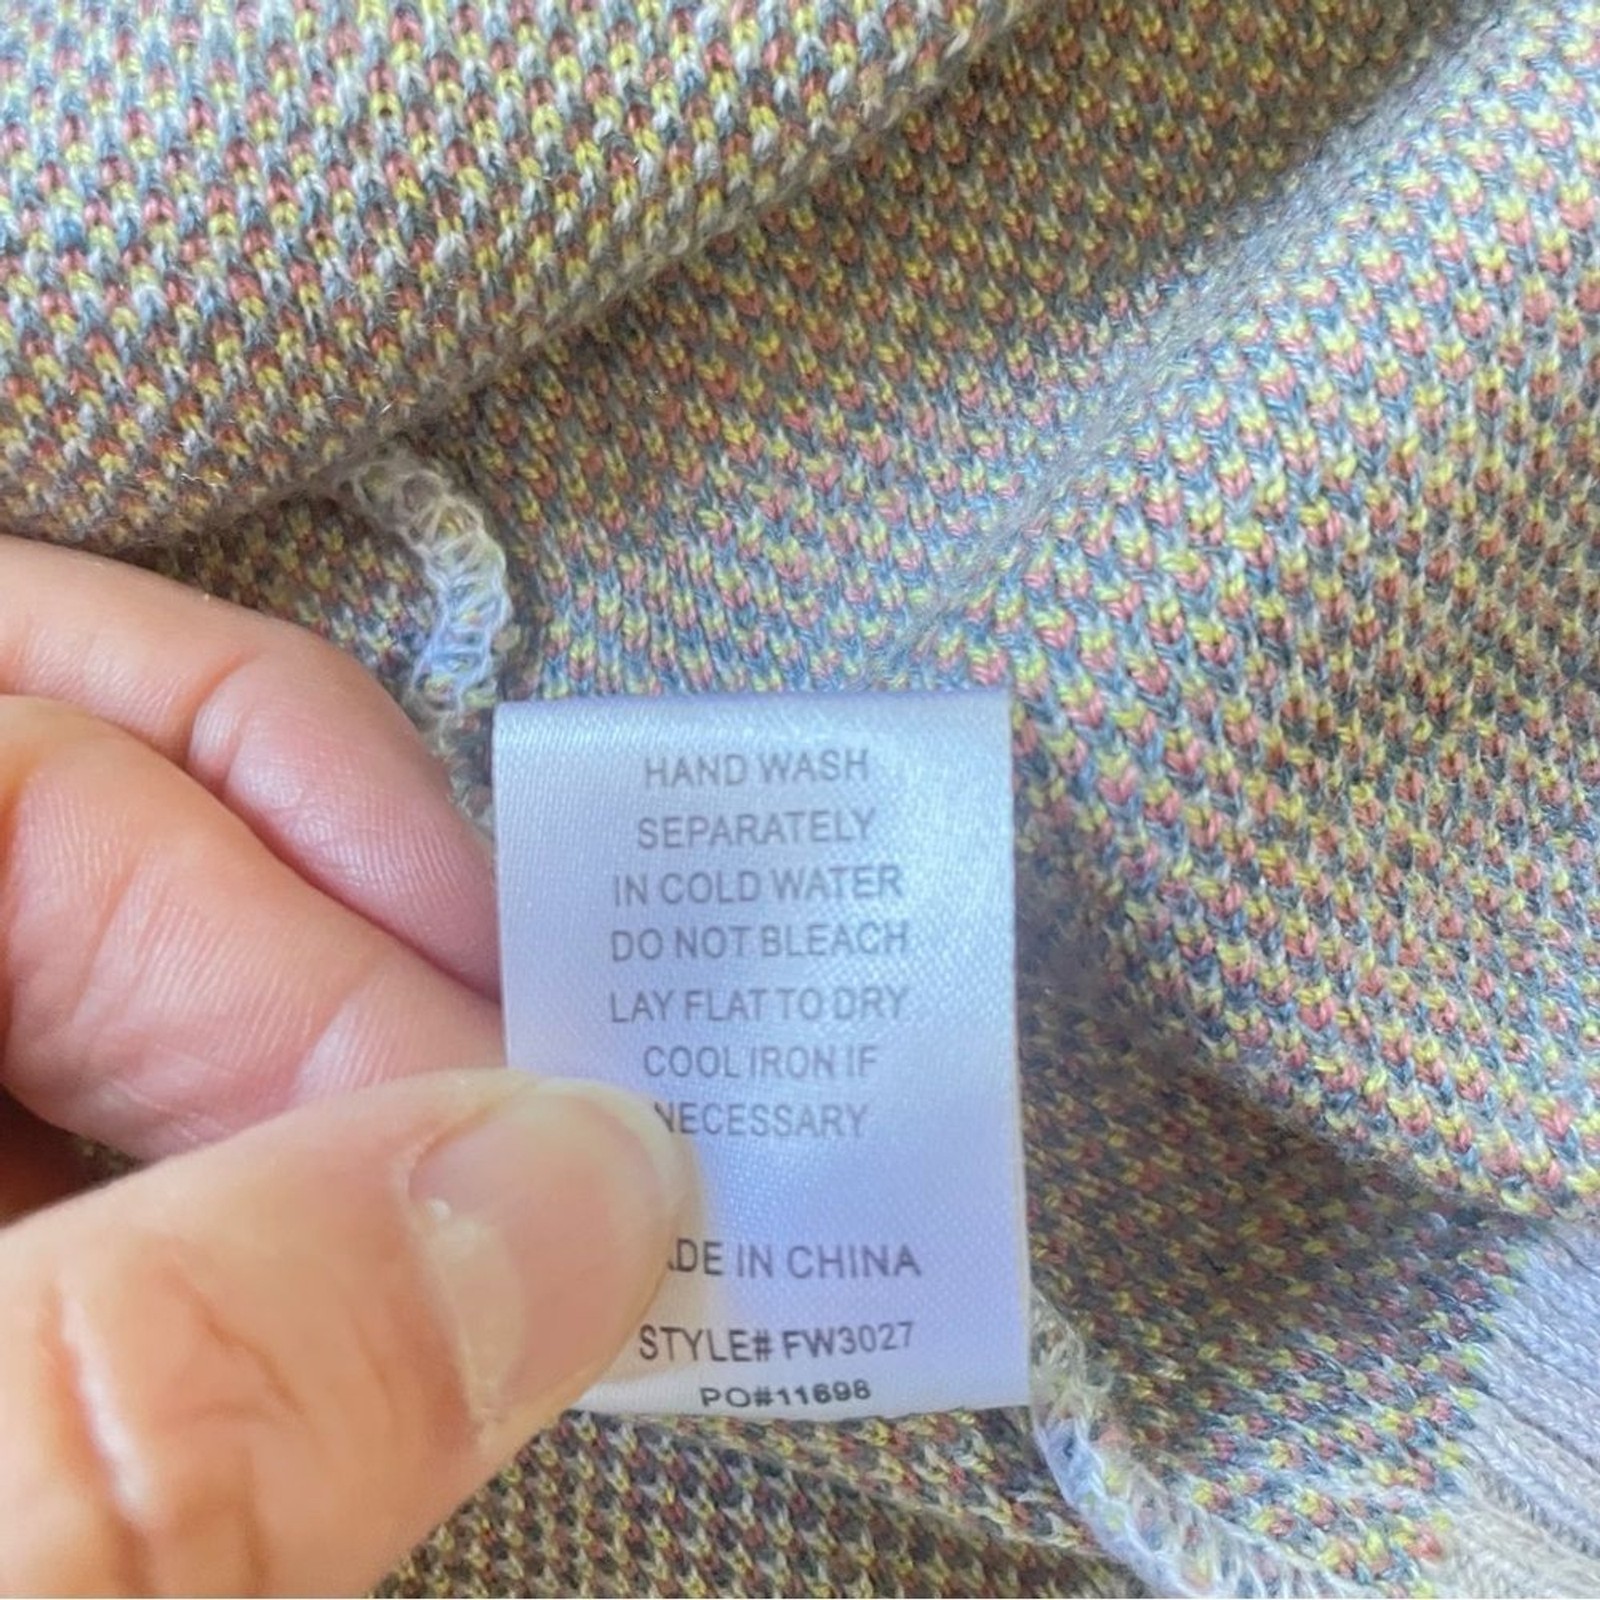 HAND WASH
SEPARATELY
IN COLD WATER
DO NOT BLEACH
LAY FLAT TO DRY
COOL IRON IF
NECESSARY
ADE IN CHINA
STYLE# FW3027
PO#11698